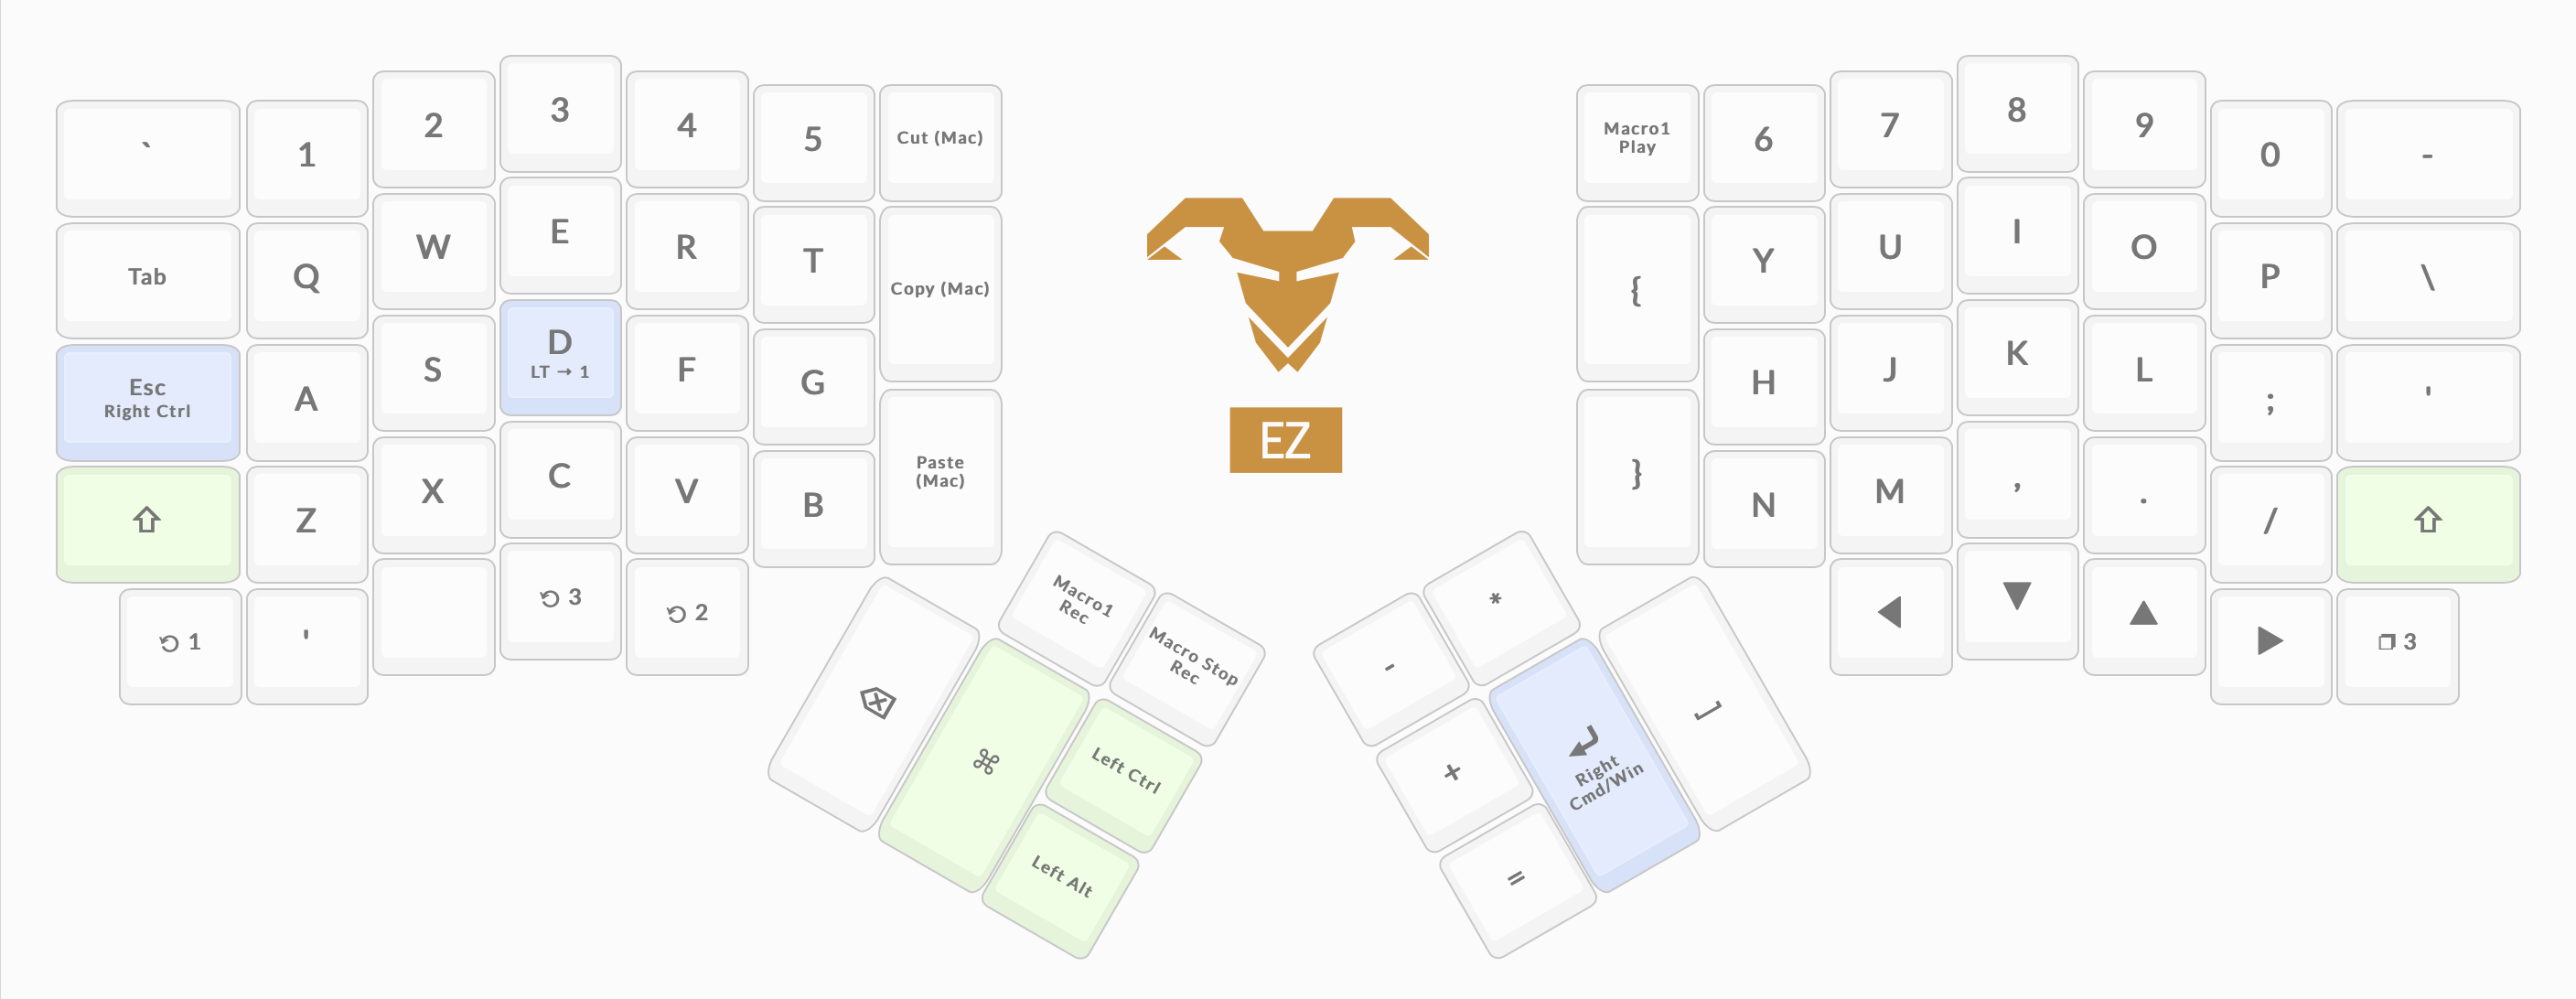 ` 1 2 3 4 5 Cut (Mac)
Tab Q W E R T Copy (Mac)
Esc A S D F G
Right Ctrl LT → 1
Z X C V B Paste
(Mac)
1 ' 3 2
Macro1
Rec
Macro Stop
Rec
⌘
Left Ctrl
Left Alt
EZ
Macro1
Play
6 7 8 9 0 -
{ Y U I O P \
H J K L ; '
} N M , . /
3
- *
+
=
Right
Cmd/Win
]